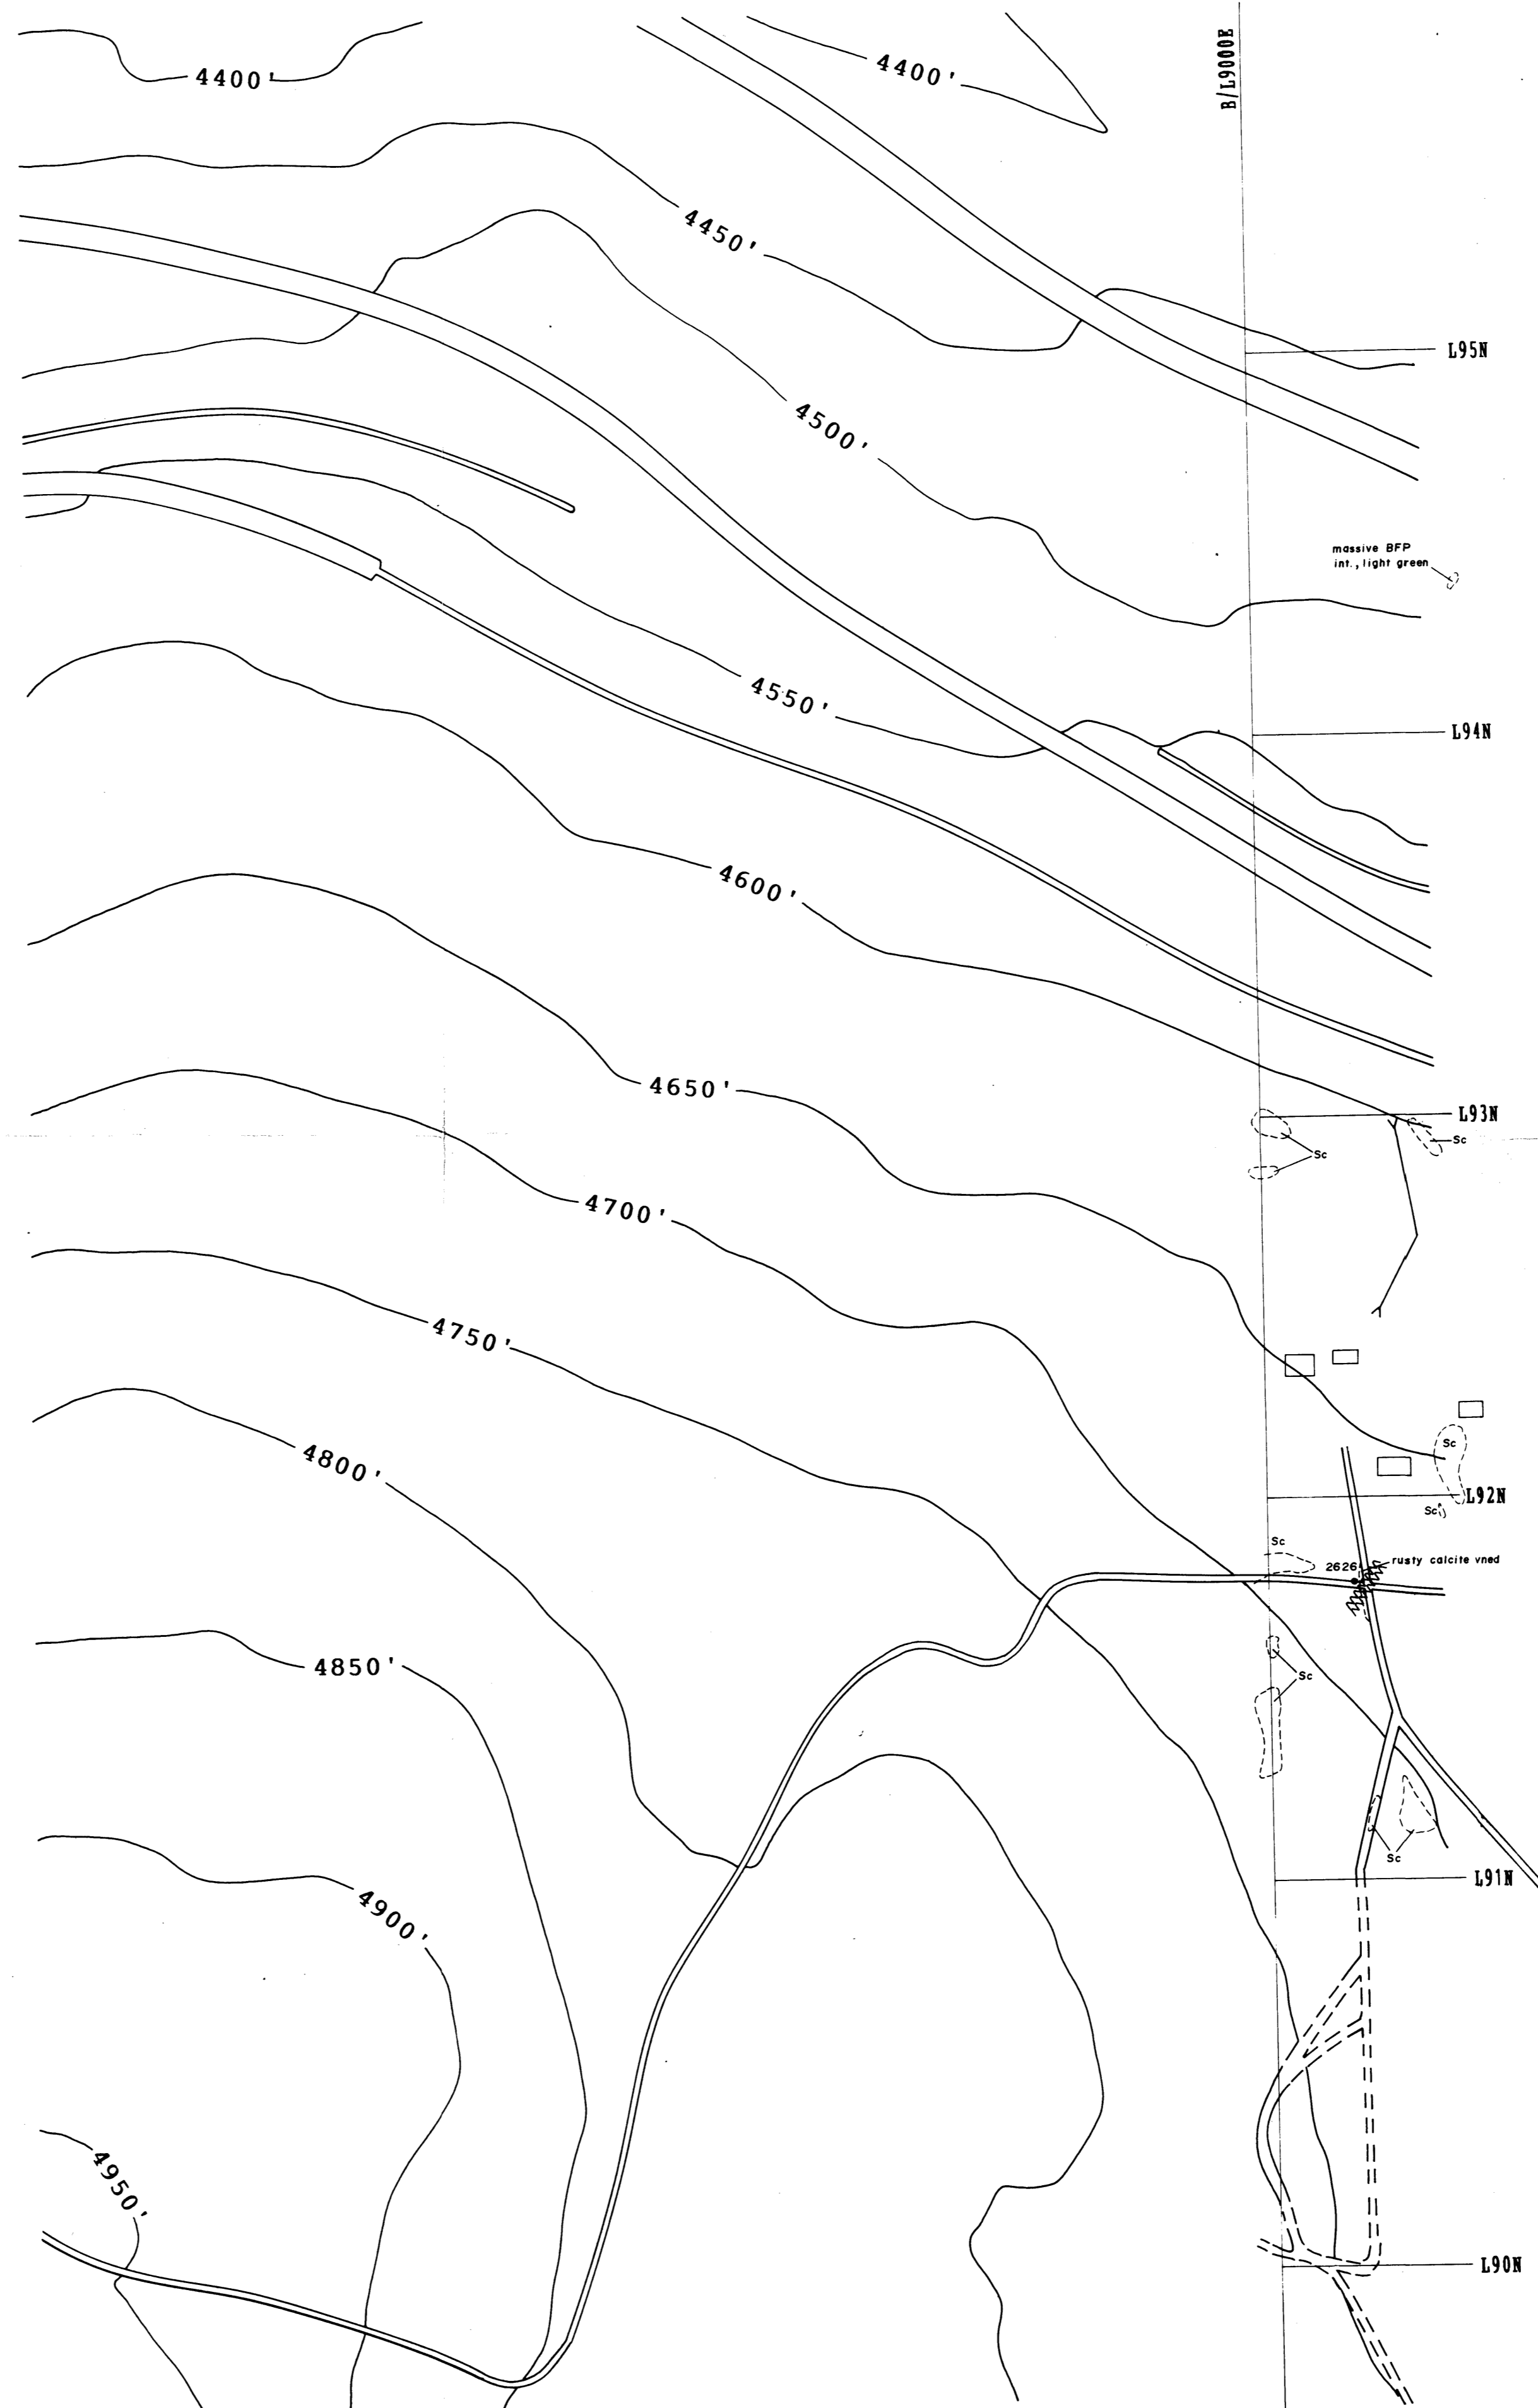 B/L9000E
4400'
4400'
4450'
L95N
4500'
massive BFP
int., light green
4550'
L94N
4600'
4650'
L93N
Sc
Sc
4700'
4750'
4800'
Sc
L92N
Sc
Sc
2626
rusty calcite vned
4850'
Sc
Sc
L91N
4900'
4950'
L90N